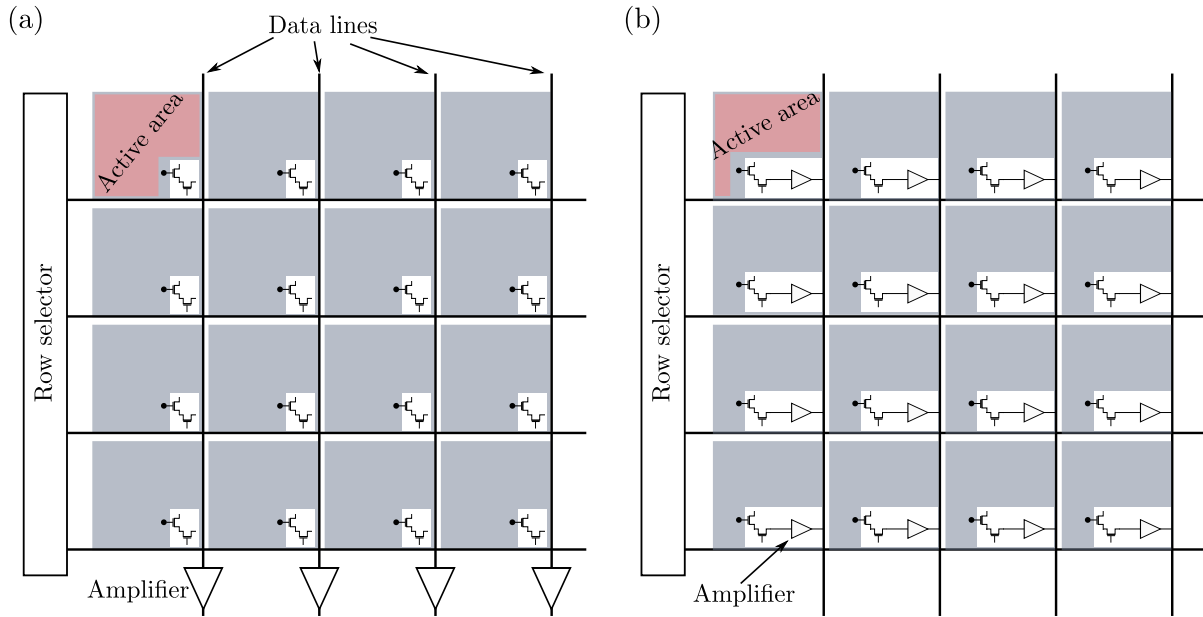 (a)
Data lines
Active area
Row selector
Amplifier
(b)
Active area
Row selector
Amplifier